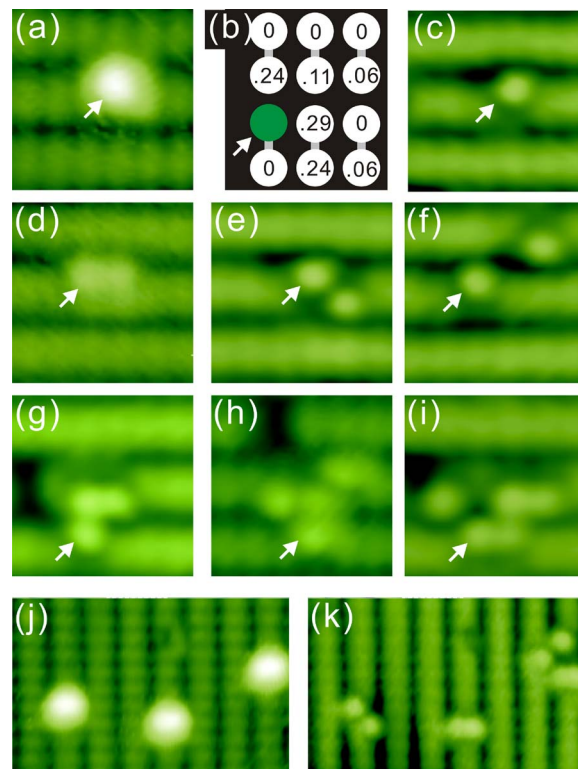 (a)
(b)
0 0 0
.24 .11 .06
.29 0
0 .24 .06
(c)
(d)
(e)
(f)
(g)
(h)
(i)
(j)
(k)